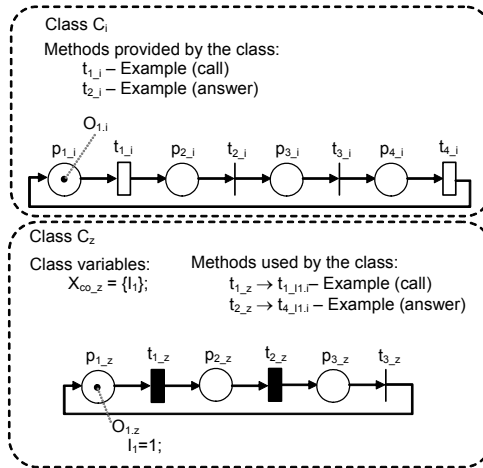 Class Ci
Methods provided by the class:
t1_i – Example (call)
t2_i – Example (answer)
O1.i
p1_i t1_i p2_i t2_i p3_i t3_i p4_i t4_i
Class Cz
Class variables:
Xco_z = {I1};
Methods used by the class:
t1_z → t1_I1.i – Example (call)
t2_z → t4_I1.i – Example (answer)
p1_z t1_z p2_z t2_z p3_z t3_z
O1.z
I1=1;